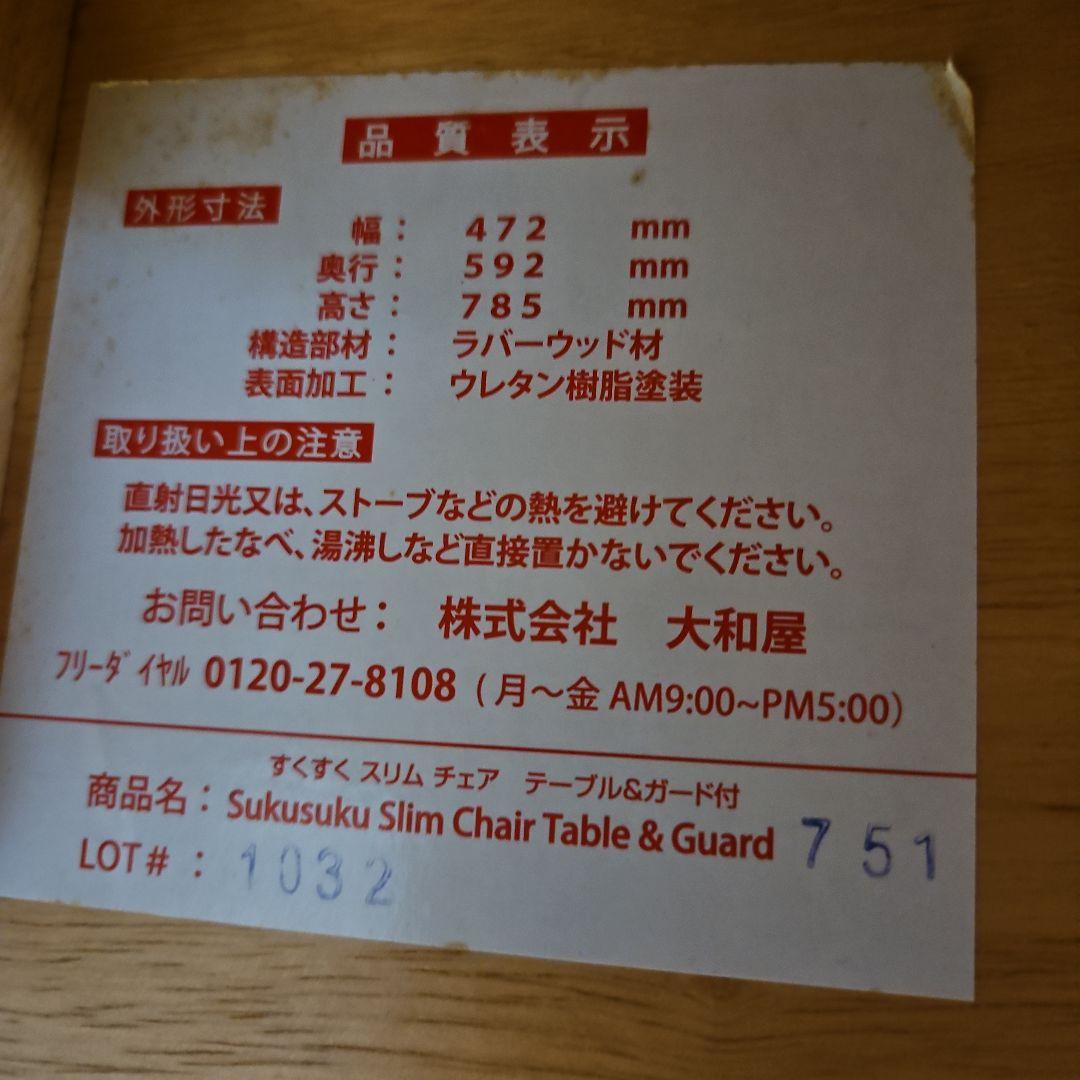 品質表示
外形寸法
幅： 472 mm
奥行： 592 mm
高さ： 785 mm
構造部材： ラバーウッド材
表面加工： ウレタン樹脂塗装
取り扱い上の注意
直射日光又は、ストーブなどの熱を避けてください。
加熱したなべ、湯沸しなど直接置かないでください。
お問い合わせ： 株式会社 大和屋
ﾌﾘｰﾀﾞｲﾔﾙ 0120-27-8108 (月～金 AM9:00~PM5:00)
すくすく スリム チェア テーブル&ガード付
商品名： Sukusuku Slim Chair Table & Guard 751
LOT#： 1032